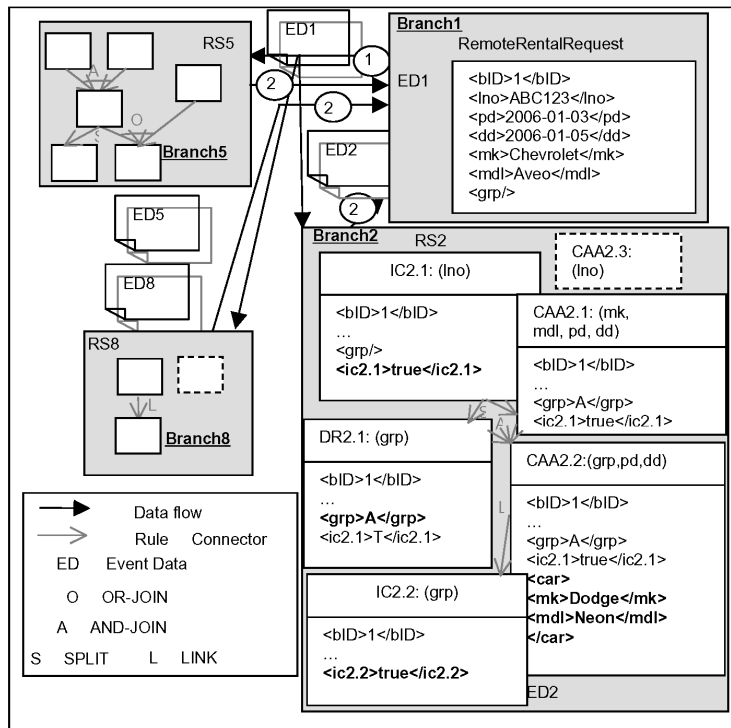 RS5
A
O
S
Branch5
ED1
1
2
2
ED2
2
Branch1
RemoteRentalRequest
ED1
<bID>1</bID>
<lno>ABC123</lno>
<pd>2006-01-03</pd>
<dd>2006-01-05</dd>
<mk>Chevrolet</mk>
<mdl>Aveo</mdl>
<grp/>
ED5
ED8
RS8
L
Branch8
Branch2
RS2
IC2.1: (lno)
<bID>1</bID>
...
<grp/>
<ic2.1>true</ic2.1>
CAA2.3:
(lno)
CAA2.1: (mk,
mdl, pd, dd)
<bID>1</bID>
...
<grp>A</grp>
<ic2.1>true</ic2.1>
S
A
DR2.1: (grp)
<bID>1</bID>
...
<grp>A</grp>
<ic2.1>T</ic2.1>
L
CAA2.2:(grp,pd,dd)
<bID>1</bID>
...
<grp>A</grp>
<ic2.1>true</ic2.1>
<car>
<mk>Dodge</mk>
<mdl>Neon</mdl>
</car>
IC2.2: (grp)
<bID>1</bID>
...
<ic2.2>true</ic2.2>
ED2
Data flow
Rule Connector
ED Event Data
O OR-JOIN
A AND-JOIN
S SPLIT L LINK